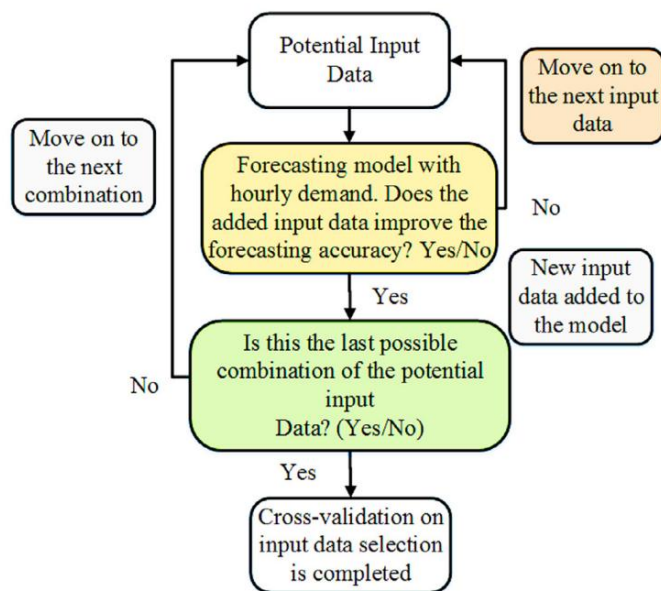 Potential Input
Data
Move on to
the next input
data
Move on to
the next
combination
Forecasting model with
hourly demand. Does the
added input data improve the
forecasting accuracy? Yes/No
No
New input
data added to
the model
Yes
Is this the last possible
combination of the potential
input
Data? (Yes/No)
No
Yes
Cross-validation on
input data selection
is completed